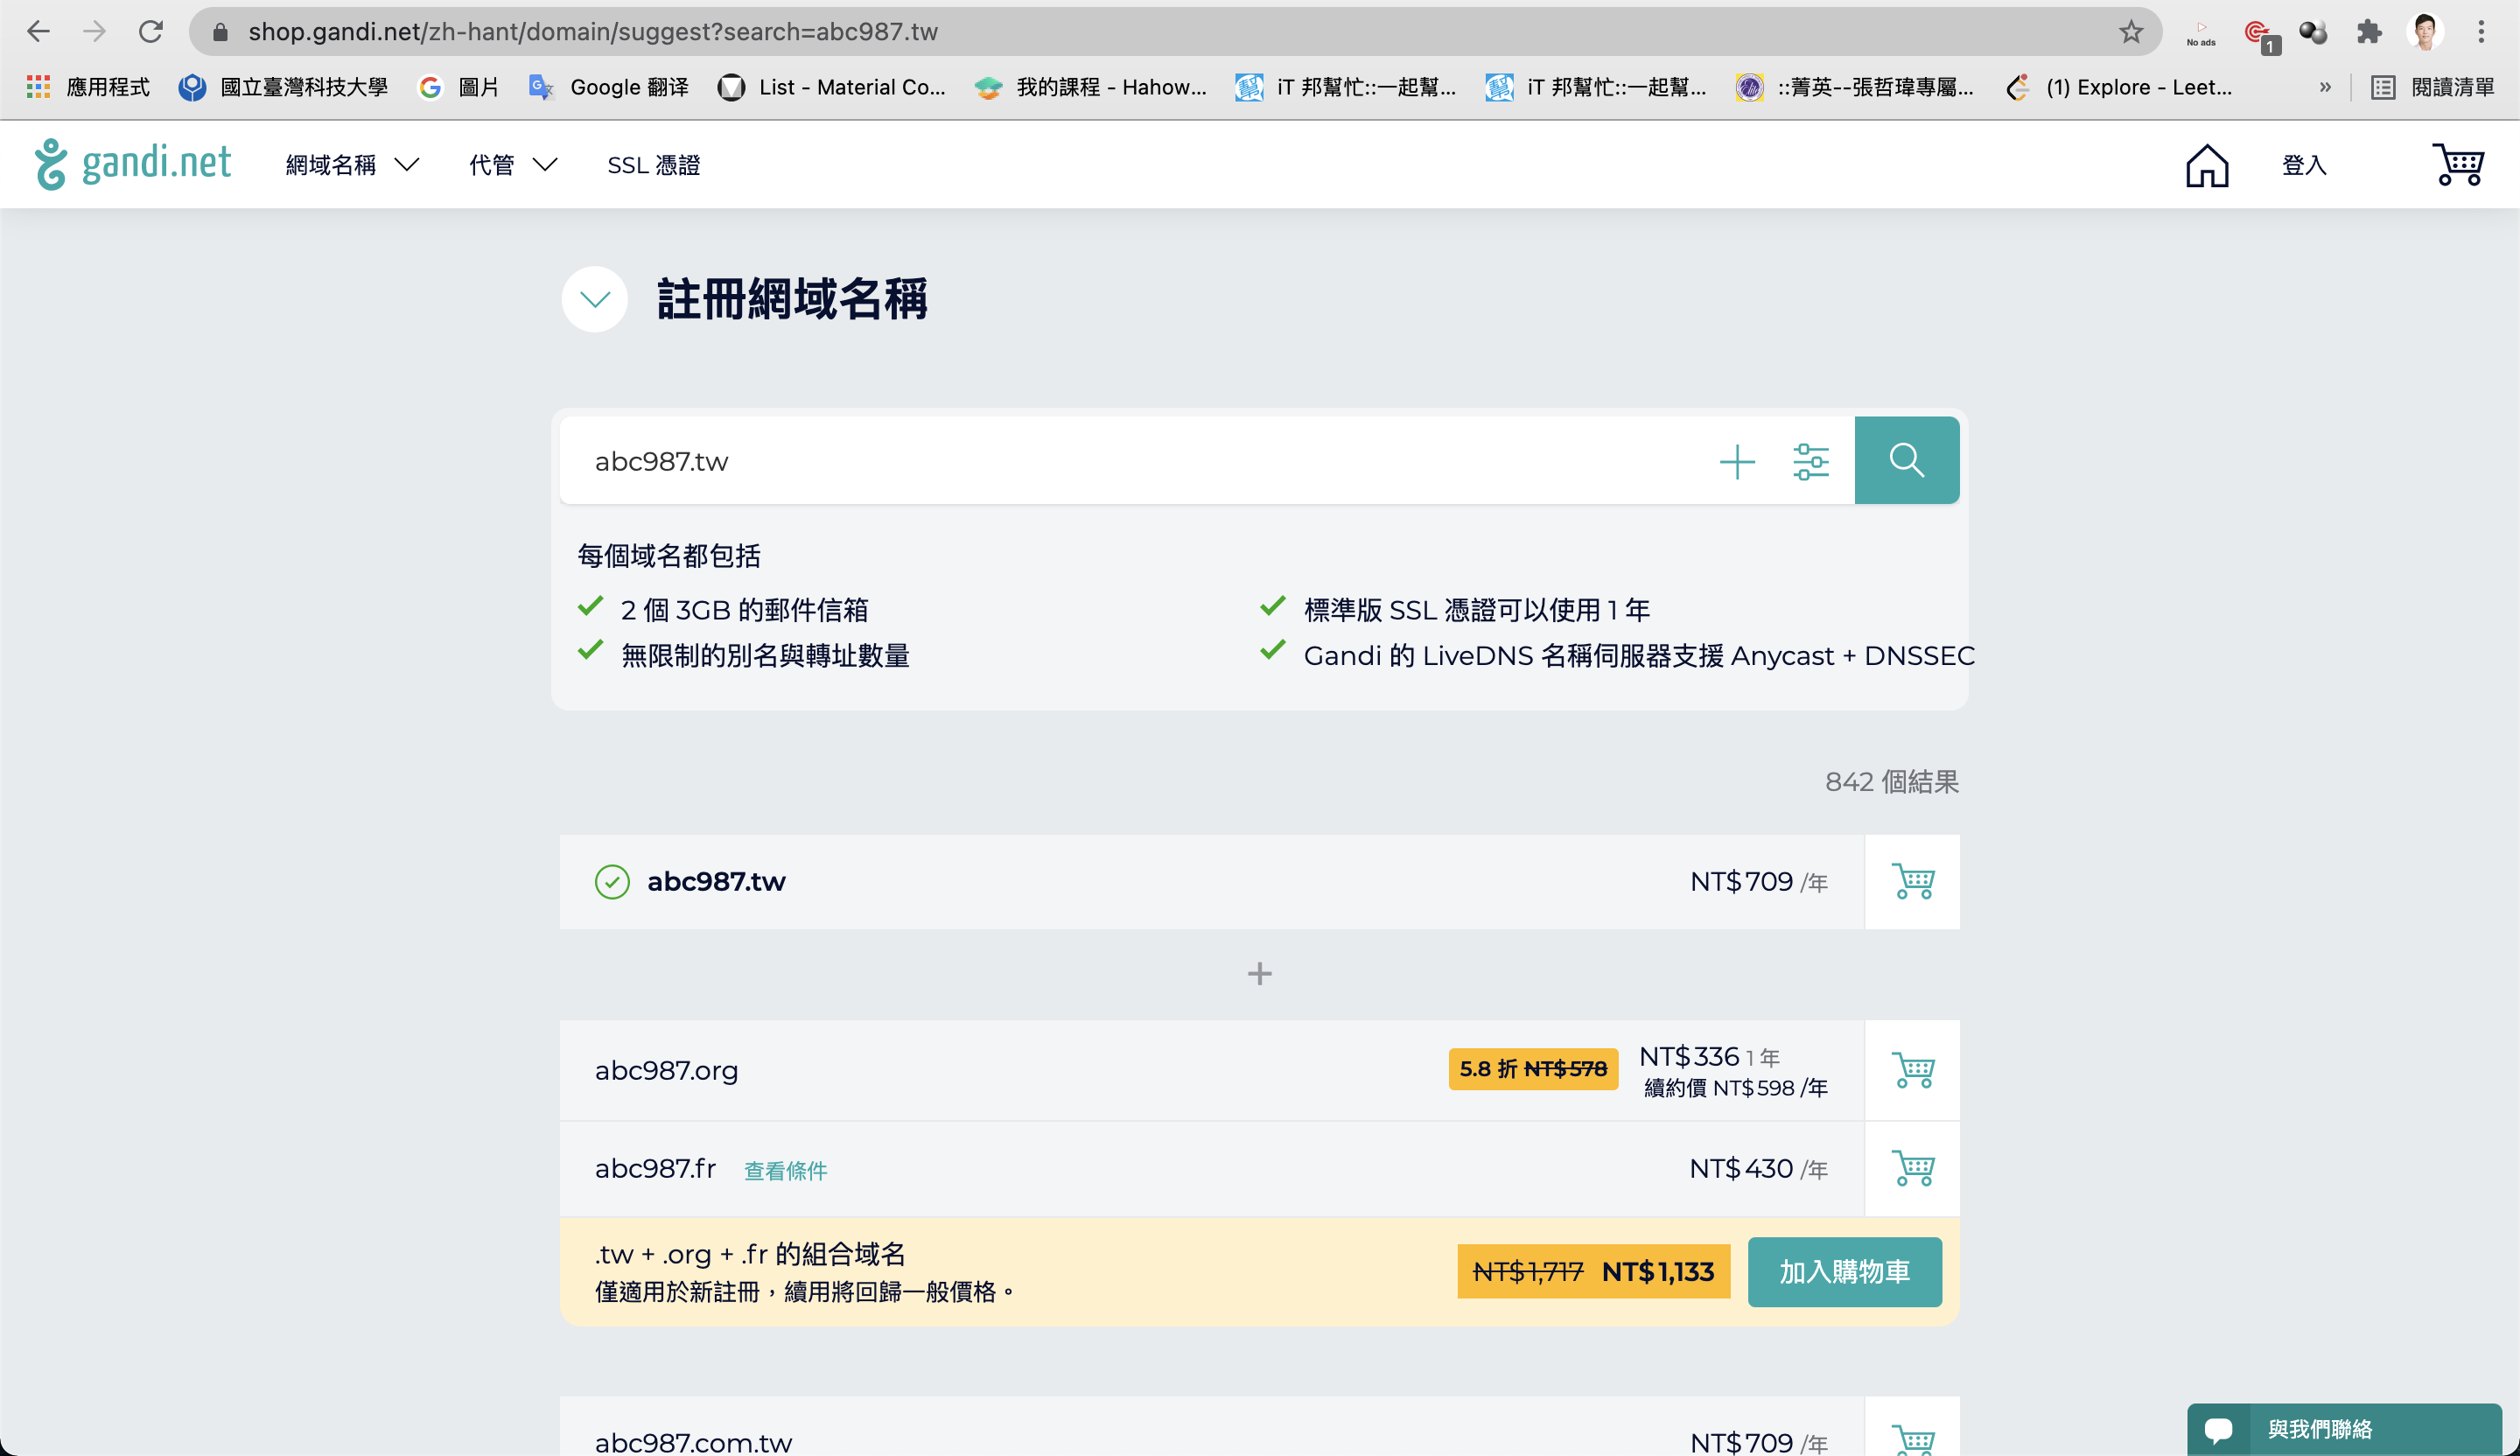 shop.gandi.net/zh-hant/domain/suggest?search=abc987.tw
No ads
1
應用程式
國立臺灣科技大學
圖片
Google 翻译
List - Material Co...
我的課程 - Hahow...
iT 邦幫忙::一起幫...
iT 邦幫忙::一起幫...
::菁英--張哲瑋專屬...
(1) Explore - Leet...
»
閱讀清單
gandi.net
網域名稱
代管
SSL 憑證
登入
註冊網域名稱
abc987.tw
每個域名都包括
2 個 3GB 的郵件信箱
標準版 SSL 憑證可以使用 1 年
無限制的別名與轉址數量
Gandi 的 LiveDNS 名稱伺服器支援 Anycast + DNSSEC
842 個結果
abc987.tw
NT$709 /年
+
abc987.org
5.8 折 NT$578
NT$336 1 年
續約價 NT$598 /年
abc987.fr
查看條件
NT$430 /年
.tw + .org + .fr 的組合域名
僅適用於新註冊，續用將回歸一般價格。
NT$1,717 NT$1,133
加入購物車
abc987.com.tw
NT$709 /年
與我們聯絡